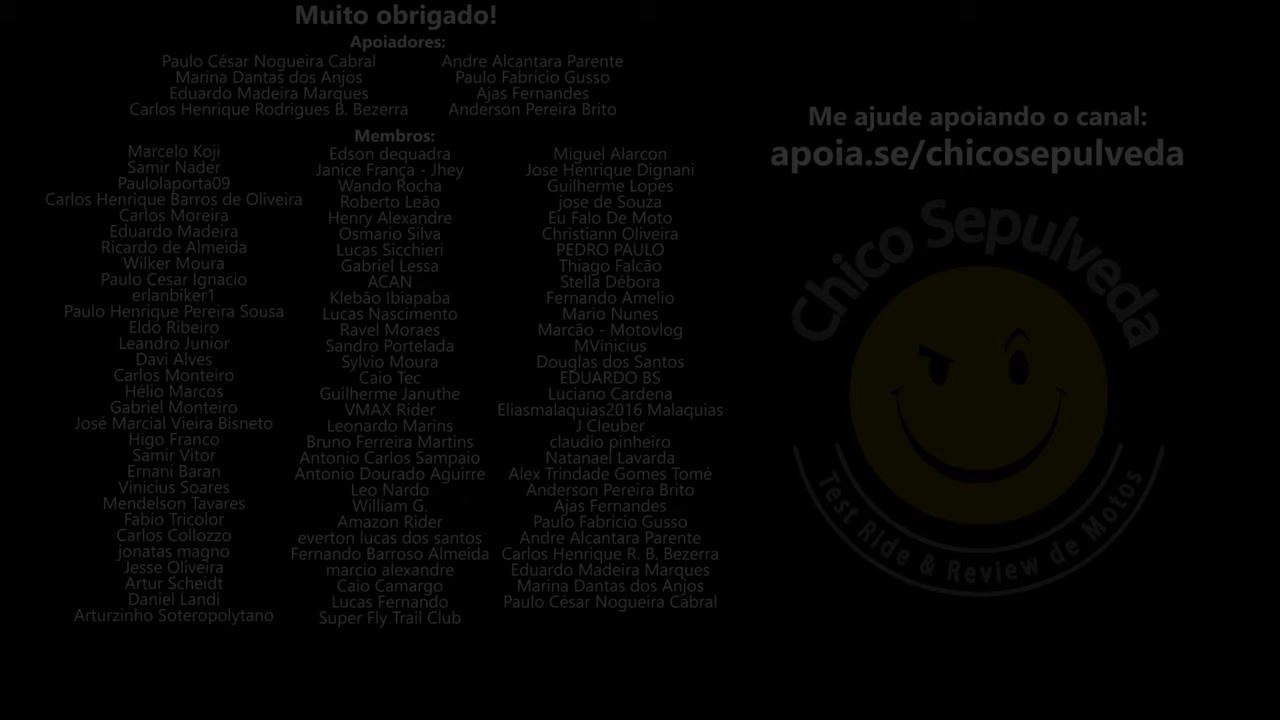 Muito obrigado!
Apoiadores:
Paulo César Nogueira Cabral
Marina Dantas dos Anjos
Eduardo Madeira Marques
Carlos Henrique Rodrigues B. Bezerra
Andre Alcantara Parente
Paulo Fabrício Gusso
Ajas Fernandes
Anderson Pereira Brito
Membros:
Marcelo Koji
Samir Nader
Paulolaporta09
Carlos Henrique Barros de Oliveira
Carlos Moreira
Eduardo Madeira
Ricardo de Almeida
Wilker Moura
Paulo Cesar Ignacio
erlanbiker1
Paulo Henrique Pereira Sousa
Eldo Ribeiro
Leandro Junior
Davi Alves
Carlos Monteiro
Hélio Marcos
Gabriel Monteiro
José Marcial Vieira Bisneto
Higo Franco
Samir Vitor
Ernani Baran
Vinicius Soares
Mendelson Tavares
Fabio Tricolor
Carlos Collozzo
jonatas magno
Jesse Oliveira
Artur Scheidt
Daniel Landi
Arturzinho Soteropolytano
Edson dequadra
Janice França - Jhey
Wando Rocha
Roberto Leão
Henry Alexandre
Osmario Silva
Lucas Sicchieri
Gabriel Lessa
ACAN
Klebão Ibiapaba
Lucas Nascimento
Ravel Moraes
Sandro Portelada
Sylvio Moura
Caio Tec
Guilherme Januthe
VMAX Rider
Leonardo Marins
Bruno Ferreira Martins
Antonio Carlos Sampaio
Antonio Dourado Aguirre
Leo Nardo
William G.
Amazon Rider
everton lucas dos santos
Fernando Barroso Almeida
marcio alexandre
Caio Camargo
Lucas Fernando
Super Fly Trail Club
Miguel Alarcon
Jose Henrique Dignani
Guilherme Lopes
jose de Souza
Eu Falo De Moto
Christiann Oliveira
PEDRO PAULO
Thiago Falcão
Stella Débora
Fernando Amelio
Mario Nunes
Marcão - Motovlog
MVinicius
Douglas dos Santos
EDUARDO BS
Luciano Cardena
Eliasmalaquias2016 Malaquias
J Cleuber
claudio pinheiro
Natanael Lavarda
Alex Trindade Gomes Tomé
Anderson Pereira Brito
Ajas Fernandes
Paulo Fabrício Gusso
Andre Alcantara Parente
Carlos Henrique R. B. Bezerra
Eduardo Madeira Marques
Marina Dantas dos Anjos
Paulo César Nogueira Cabral
Me ajude apoiando o canal:
apoia.se/chicosepulveda
Chico Sepulveda
Test Ride & Review de Motos